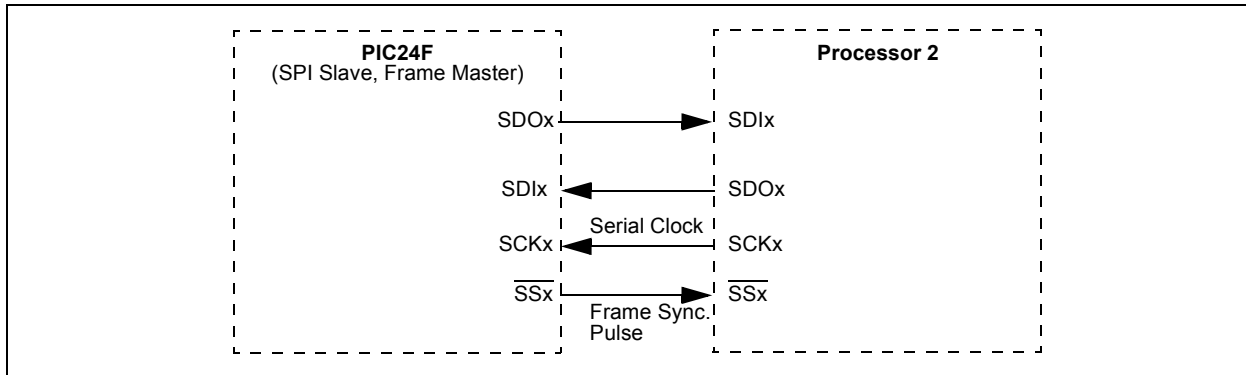 PIC24F
(SPI Slave, Frame Master)
Processor 2
SDOx
SDIx
SDIx
SDOx
Serial Clock
SCKx
SCKx
SSx
SSx
Frame Sync.
Pulse